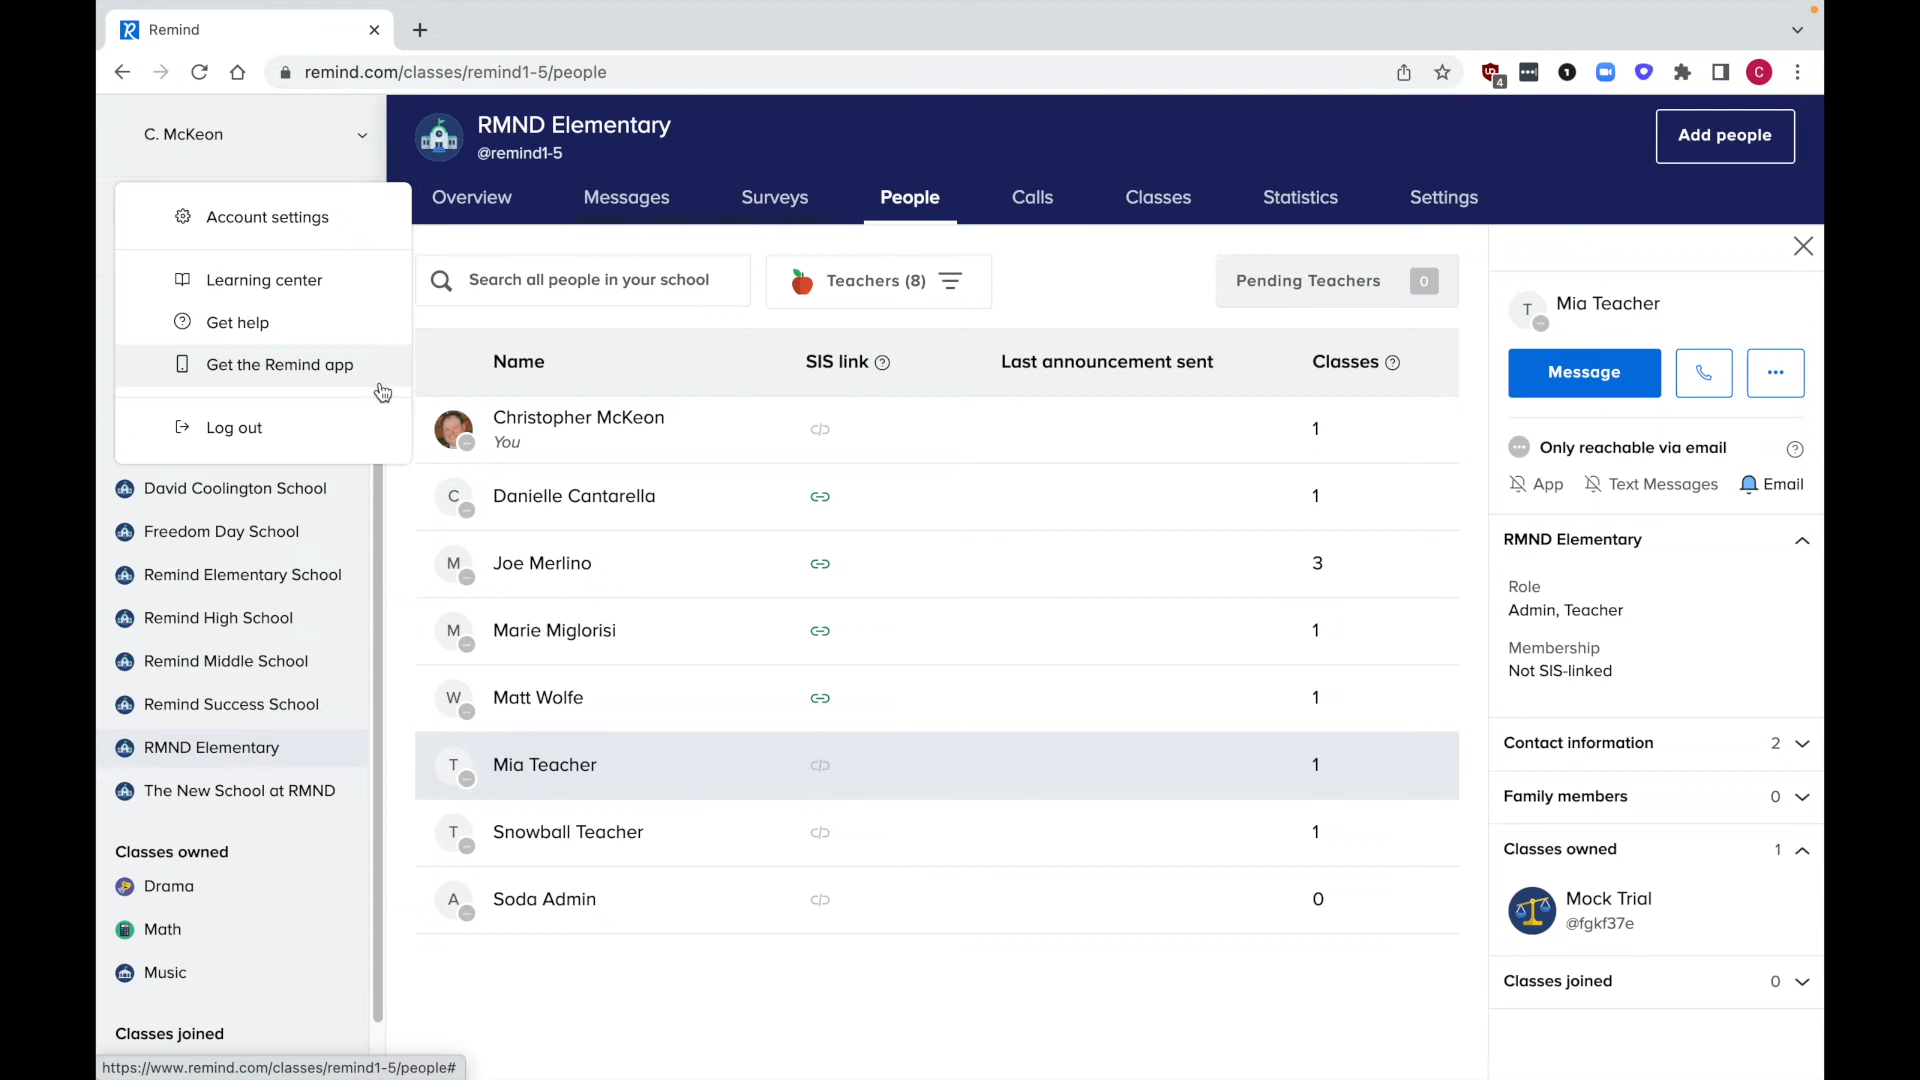 Remind
remind.com/classes/remind1-5/people
4
1
C
C. McKeon
RMND Elementary
@remind1-5
Add people
Overview
Messages
Surveys
People
Calls
Classes
Statistics
Settings
Account settings
Learning center
Get help
Get the Remind app
Log out
David Coolington School
Freedom Day School
Remind Elementary School
Remind High School
Remind Middle School
Remind Success School
RMND Elementary
The New School at RMND
Classes owned
Drama
Math
Music
Classes joined
https://www.remind.com/classes/remind1-5/people#
Search all people in your school
Teachers (8)
Pending Teachers 0
Name SIS link Last announcement sent Classes
Christopher McKeon 1
You
C Danielle Cantarella 1
M Joe Merlino 3
M Marie Miglorisi 1
W Matt Wolfe 1
T Mia Teacher 1
T Snowball Teacher 1
A Soda Admin 0
T Mia Teacher
Message
Only reachable via email
App Text Messages Email
RMND Elementary
Role
Admin, Teacher
Membership
Not SIS-linked
Contact information 2
Family members 0
Classes owned 1
Mock Trial
@fgkf37e
Classes joined 0